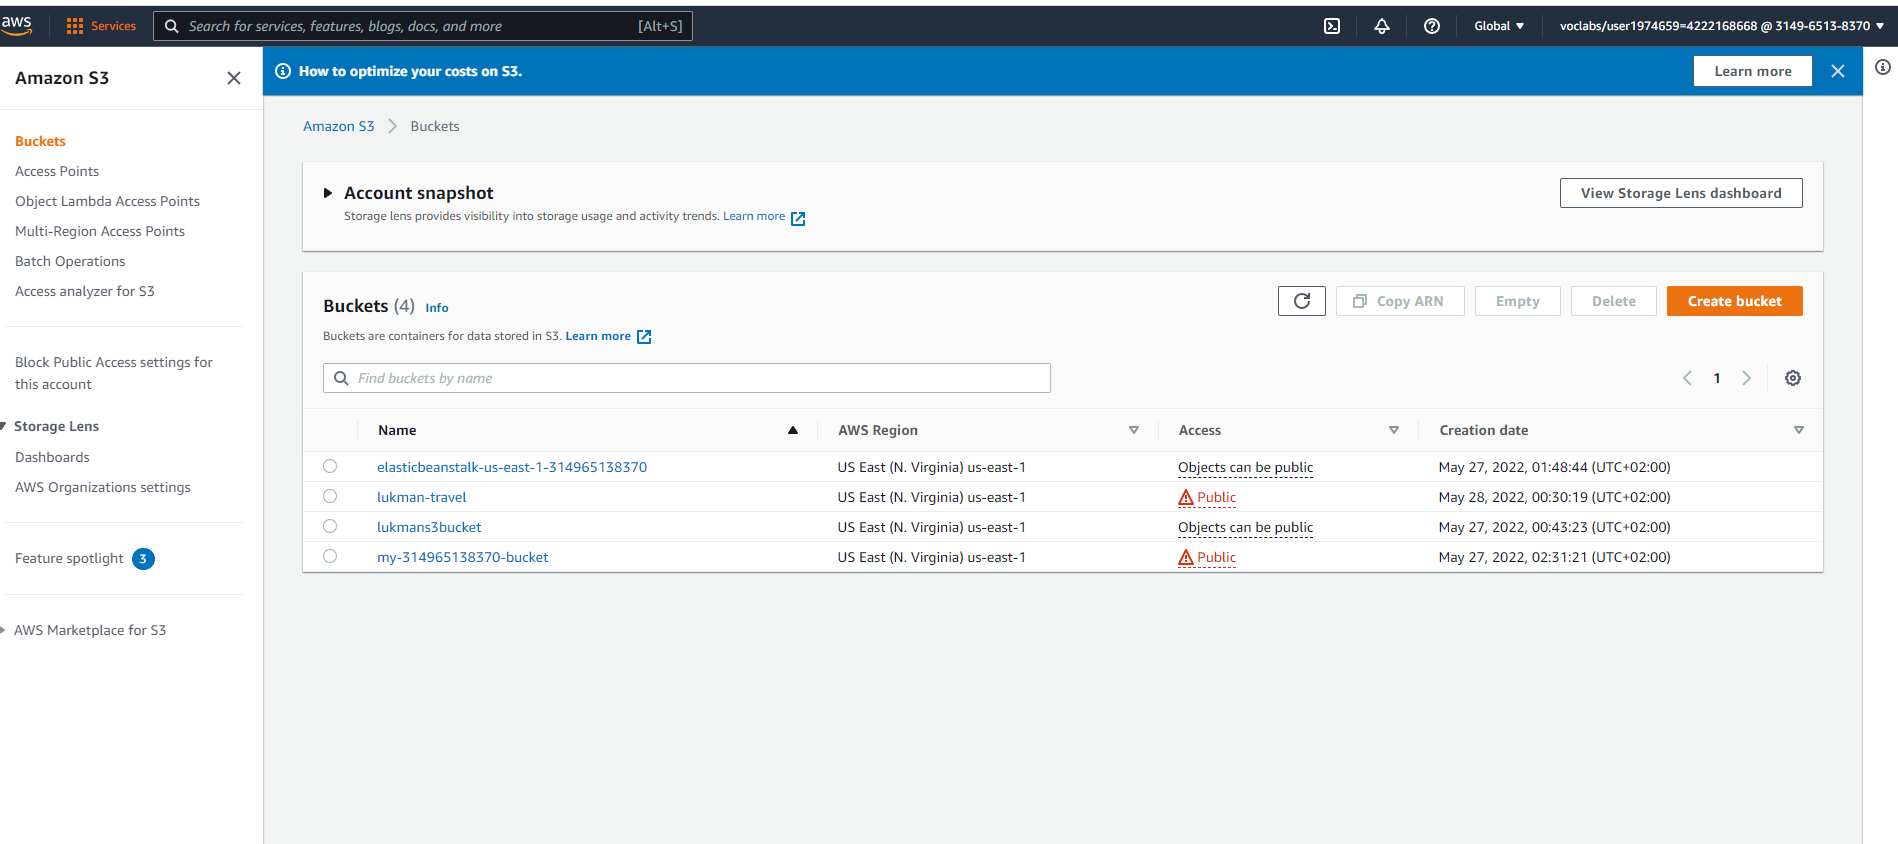 aws
Services
Search for services, features, blogs, docs, and more [Alt+S]
Global
voclabs/user1974659=4222168668 @ 3149-6513-8370
Amazon S3
Buckets
Access Points
Object Lambda Access Points
Multi-Region Access Points
Batch Operations
Access analyzer for S3
Block Public Access settings for
this account
Storage Lens
Dashboards
AWS Organizations settings
Feature spotlight 3
AWS Marketplace for S3
How to optimize your costs on S3.
Learn more
Amazon S3 Buckets
Account snapshot
Storage lens provides visibility into storage usage and activity trends. Learn more
View Storage Lens dashboard
Buckets (4) Info
Buckets are containers for data stored in S3. Learn more
Copy ARN
Empty
Delete
Create bucket
Find buckets by name
1
Name AWS Region Access Creation date
elasticbeanstalk-us-east-1-314965138370 US East (N. Virginia) us-east-1 Objects can be public May 27, 2022, 01:48:44 (UTC+02:00)
lukman-travel US East (N. Virginia) us-east-1 Public May 28, 2022, 00:30:19 (UTC+02:00)
lukmans3bucket US East (N. Virginia) us-east-1 Objects can be public May 27, 2022, 00:43:23 (UTC+02:00)
my-314965138370-bucket US East (N. Virginia) us-east-1 Public May 27, 2022, 02:31:21 (UTC+02:00)